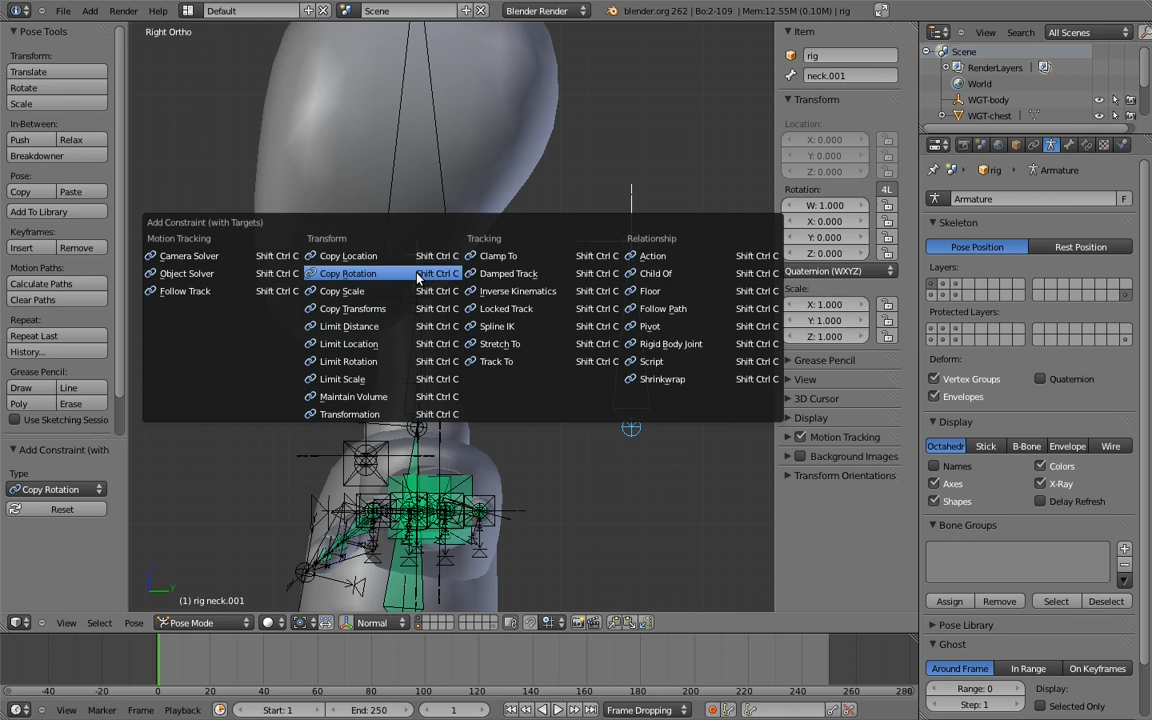 File Add Render Help Default Scene Blender Render blender.org 262 | Bo:2-109 | Mem:12.55M (0.10M) | rig
Pose Tools
Transform:
Translate
Rotate
Scale
In-Between:
Push Relax
Breakdowner
Pose:
Copy Paste
Add To Library
Keyframes:
Insert Remove
Motion Paths:
Calculate Paths
Clear Paths
Repeat:
Repeat Last
History...
Grease Pencil:
Draw Line
Poly Erase
Use Sketching Sessio
Add Constraint (with
Type
Copy Rotation
Reset
Right Ortho
Add Constraint (with Targets)
Motion Tracking
Camera Solver Shift Ctrl C
Object Solver Shift Ctrl C
Follow Track Shift Ctrl C
Transform
Copy Location Shift Ctrl C
Copy Rotation Shift Ctrl C
Copy Scale Shift Ctrl C
Copy Transforms Shift Ctrl C
Limit Distance Shift Ctrl C
Limit Location Shift Ctrl C
Limit Rotation Shift Ctrl C
Limit Scale Shift Ctrl C
Maintain Volume Shift Ctrl C
Transformation Shift Ctrl C
Tracking
Clamp To Shift Ctrl C
Damped Track Shift Ctrl C
Inverse Kinematics Shift Ctrl C
Locked Track Shift Ctrl C
Spline IK Shift Ctrl C
Stretch To Shift Ctrl C
Track To Shift Ctrl C
Relationship
Action Shift Ctrl C
Child Of Shift Ctrl C
Floor Shift Ctrl C
Follow Path Shift Ctrl C
Pivot Shift Ctrl C
Rigid Body Joint Shift Ctrl C
Script Shift Ctrl C
Shrinkwrap Shift Ctrl C
y
(1) rig neck.001
View Select Pose Pose Mode Normal
-40 -20 0 20 40 60 80 100 120 140 160 180 200 220 240 260 280
View Marker Frame Playback Start: 1 End: 250 1 Frame Dropping
Item
rig
neck.001
Transform
Location:
X: 0.000
Y: 0.000
Z: 0.000
Rotation: 4L
W: 1.000
X: 0.000
Y: 0.000
Z: 0.000
Quaternion (WXYZ)
Scale:
X: 1.000
Y: 1.000
Z: 1.000
Grease Pencil
View
3D Cursor
Display
Motion Tracking
Background Images
Transform Orientations
View Search All Scenes
Scene
RenderLayers
World
WGT-body
WGT-chest
rig Armature
Armature F
Skeleton
Pose Position Rest Position
Layers:
Protected Layers:
Deform:
Vertex Groups Quaternion
Envelopes
Display
Octahedr Stick B-Bone Envelope Wire
Names Colors
Axes X-Ray
Shapes Delay Refresh
Bone Groups
Assign Remove Select Deselect
Pose Library
Ghost
Around Frame In Range On Keyframes
Range: 0 Display:
Step: 1 Selected Only